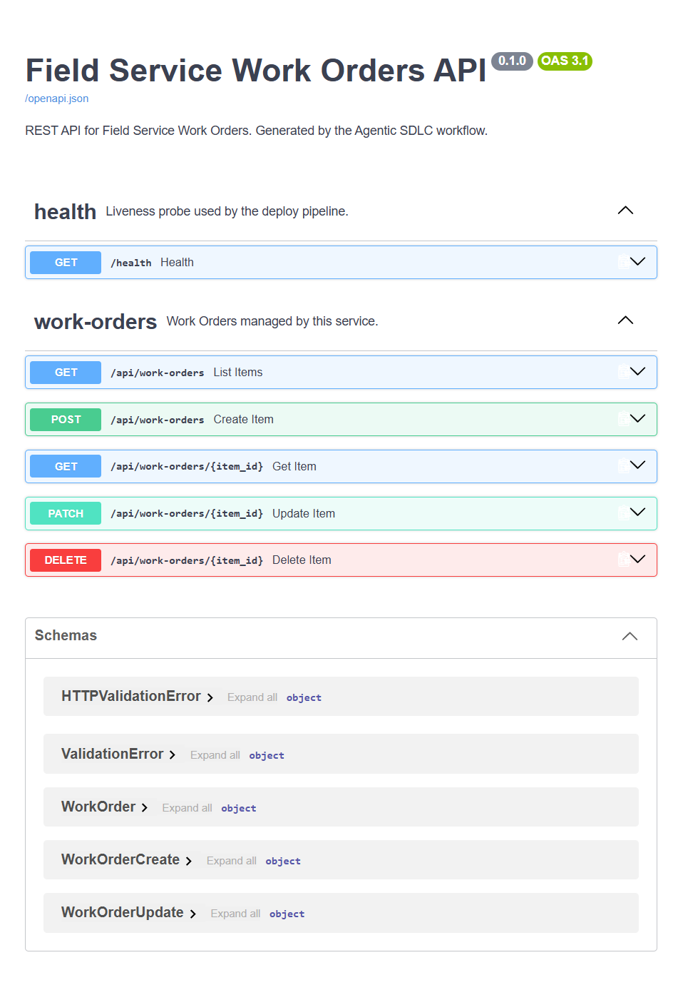 Field Service Work Orders API 0.1.0 OAS 3.1
/openapi.json
REST API for Field Service Work Orders. Generated by the Agentic SDLC workflow.
health Liveness probe used by the deploy pipeline.
GET /health Health
work-orders Work Orders managed by this service.
GET /api/work-orders List Items
POST /api/work-orders Create Item
GET /api/work-orders/{item_id} Get Item
PATCH /api/work-orders/{item_id} Update Item
DELETE /api/work-orders/{item_id} Delete Item
Schemas
HTTPValidationError Expand all object
ValidationError Expand all object
WorkOrder Expand all object
WorkOrderCreate Expand all object
WorkOrderUpdate Expand all object